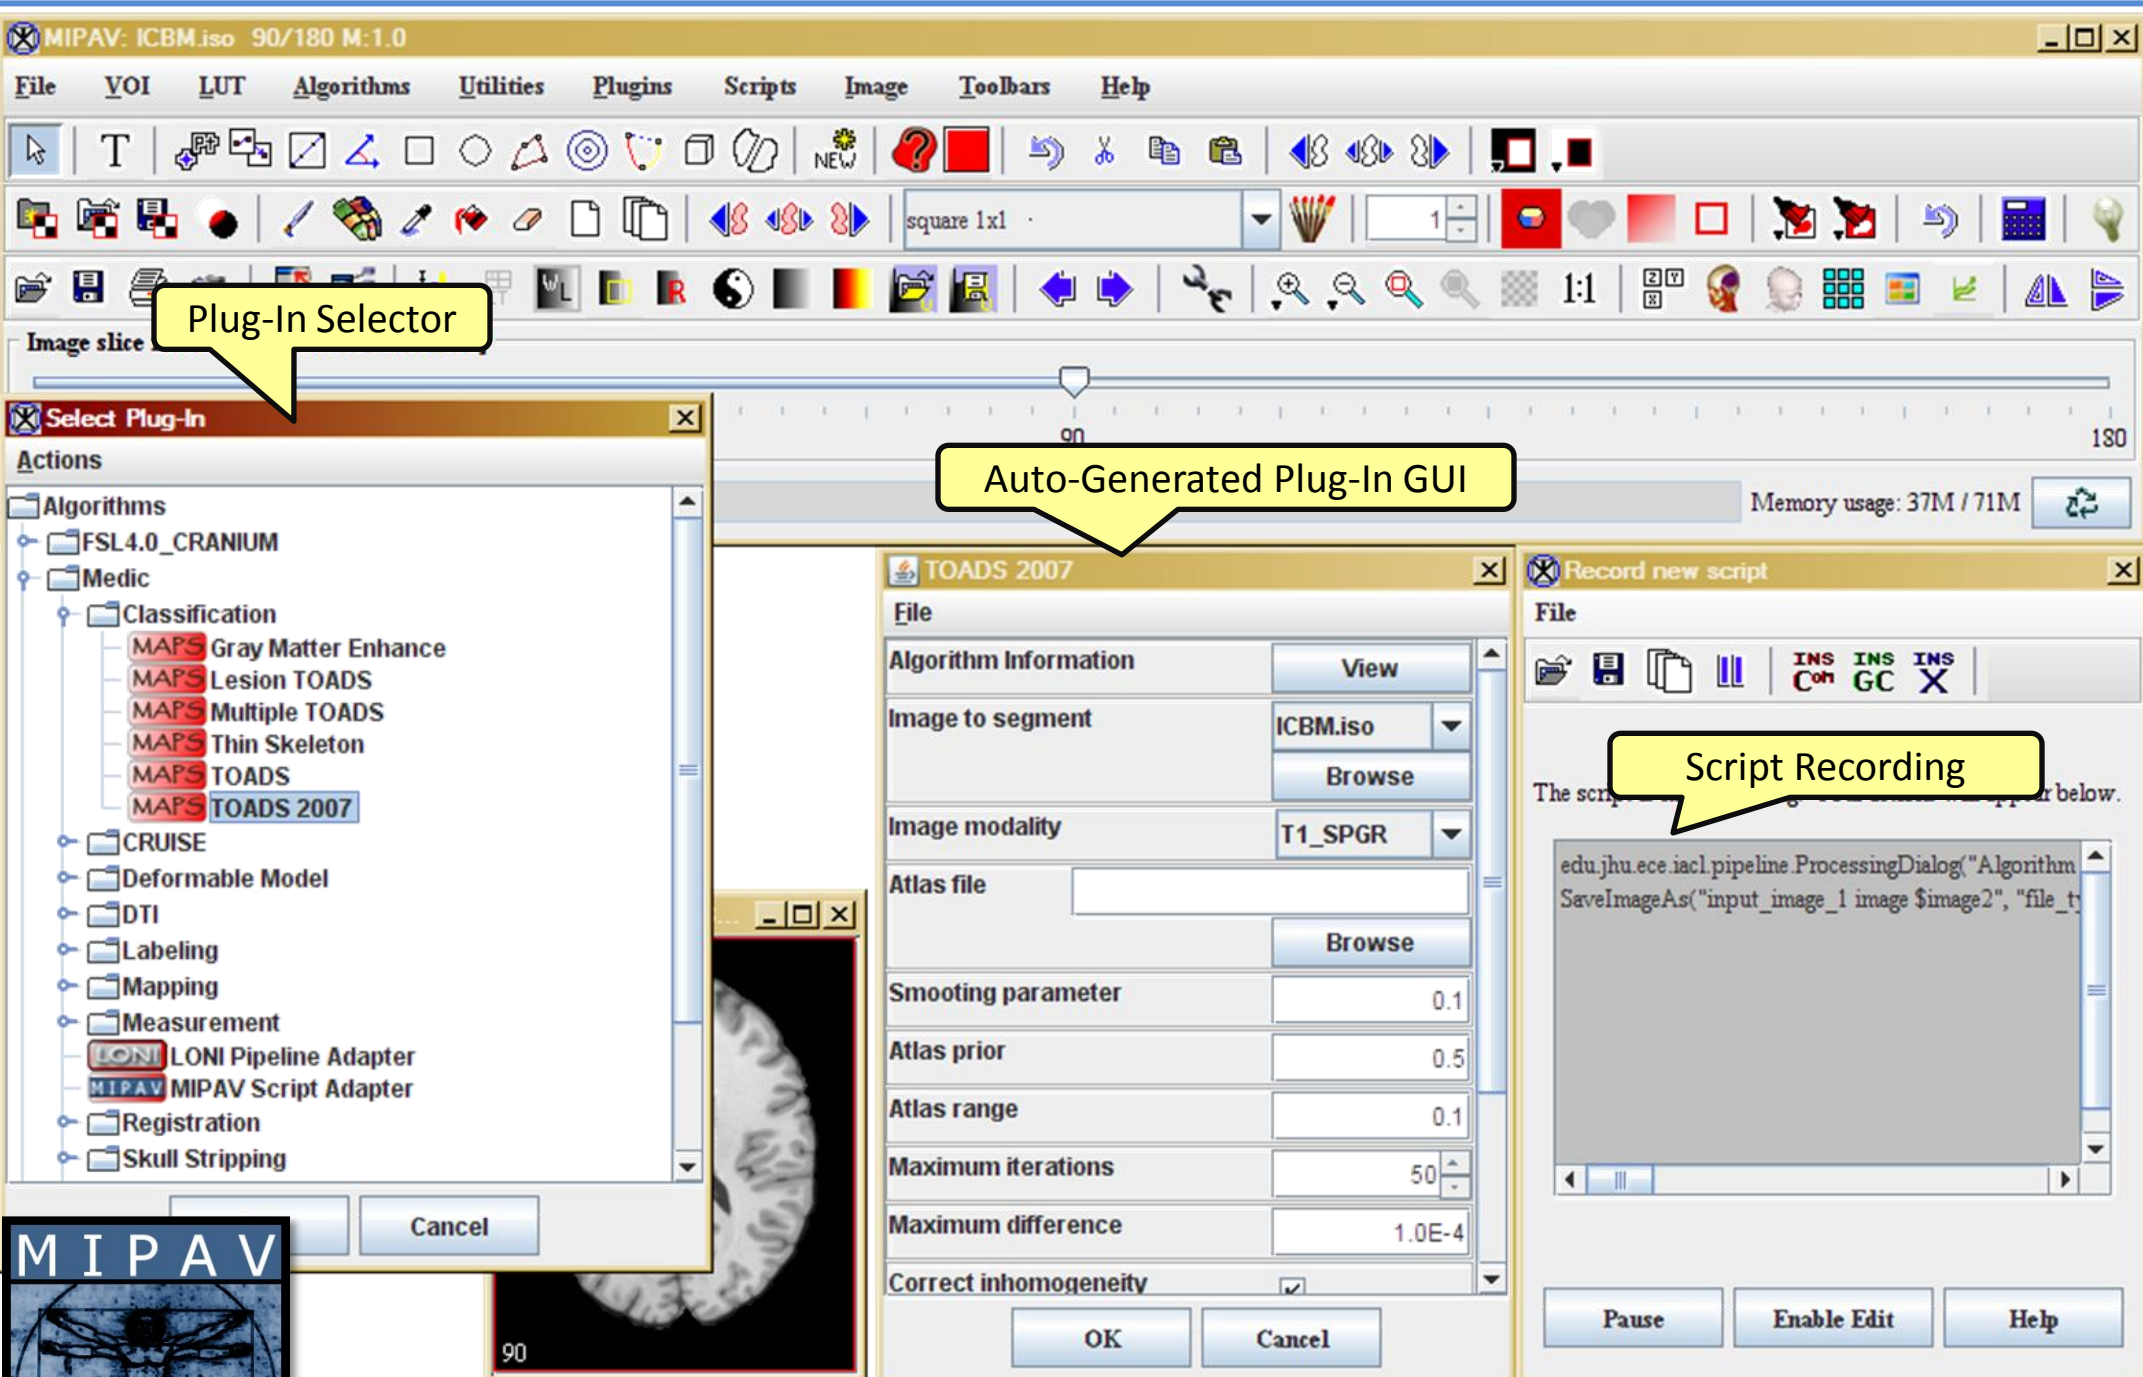 MIPAV: ICBM.iso 90/180 M:1.0
File VOI LUT Algorithms Utilities Plugins Scripts Image Toolbars Help
T PP NEW
square 1x1 1
WL R 1:1 Z Y X
Image slice
Plug-In Selector
90 180
Auto-Generated Plug-In GUI
Memory usage: 37M / 71M
Select Plug-In
Actions
Algorithms
FSL4.0_CRANIUM
Medic
Classification
MAPS Gray Matter Enhance
MAPS Lesion TOADS
MAPS Multiple TOADS
MAPS Thin Skeleton
MAPS TOADS
MAPS TOADS 2007
CRUISE
Deformable Model
DTI
Labeling
Mapping
Measurement
LONI LONI Pipeline Adapter
MIPAV MIPAV Script Adapter
Registration
Skull Stripping
Cancel
MIPAV
90
TOADS 2007
File
Algorithm Information View
Image to segment ICBM.iso
Browse
Image modality T1_SPGR
Atlas file
Browse
Smooting parameter 0.1
Atlas prior 0.5
Atlas range 0.1
Maximum iterations 50
Maximum difference 1.0E-4
Correct inhomogeneity
OK Cancel
Record new script
File
INS Com INS GC INS X
Script Recording
The below.
edu.jhu.ece.iacl.pipeline.ProcessingDialog("Algorithm
SaveImageAs("input_image_1 image $image2", "file_ty
Pause Enable Edit Help